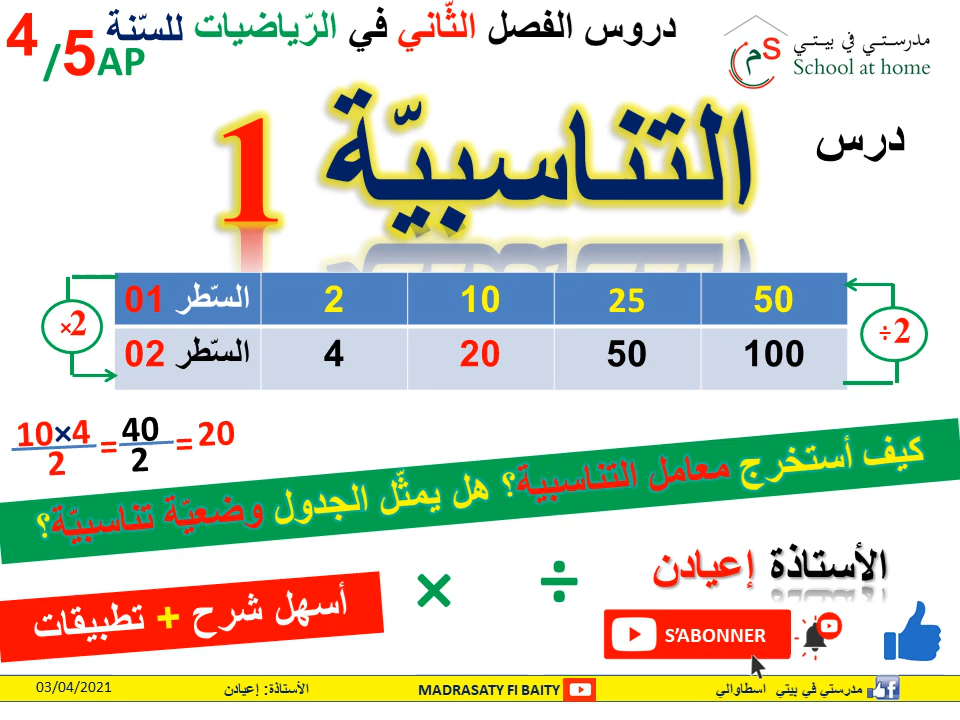 دروس الفصل الثّاني في الرّياضيات للسّنة
4/5AP
مدرستي في بيتي
School at home
م S
درس
التناسبيّة 1
السّطر 01 2 10 25 50
السّطر 02 4 20 50 100
×2
÷2
10×4/2 = 40/2 = 20
كيف أستخرج معامل التناسبية؟ هل يمثّل الجدول وضعيّة تناسبيّة؟
الأستاذة إعيادن
× ÷
أسهل شرح + تطبيقات
S’ABONNER
03/04/2021 الأستاذة: إعيادن MADRASATY FI BAITY مدرستي في بيتي اسطاوالي